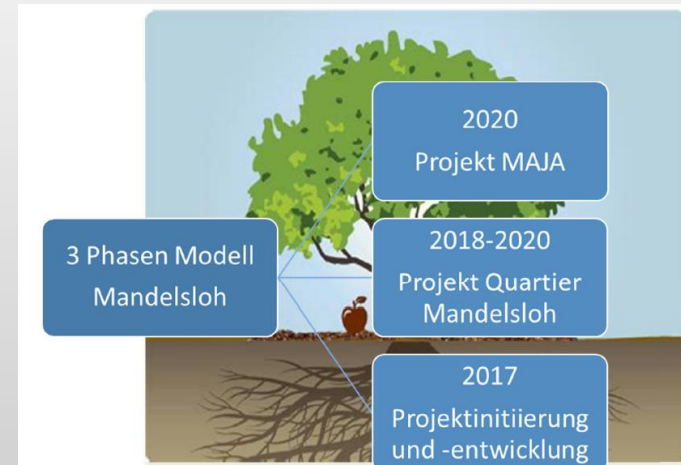 2020
Projekt MAJA
3 Phasen Modell
Mandelsloh
2018-2020
Projekt Quartier
Mandelsloh
2017
Projektinitiierung
und -entwicklung